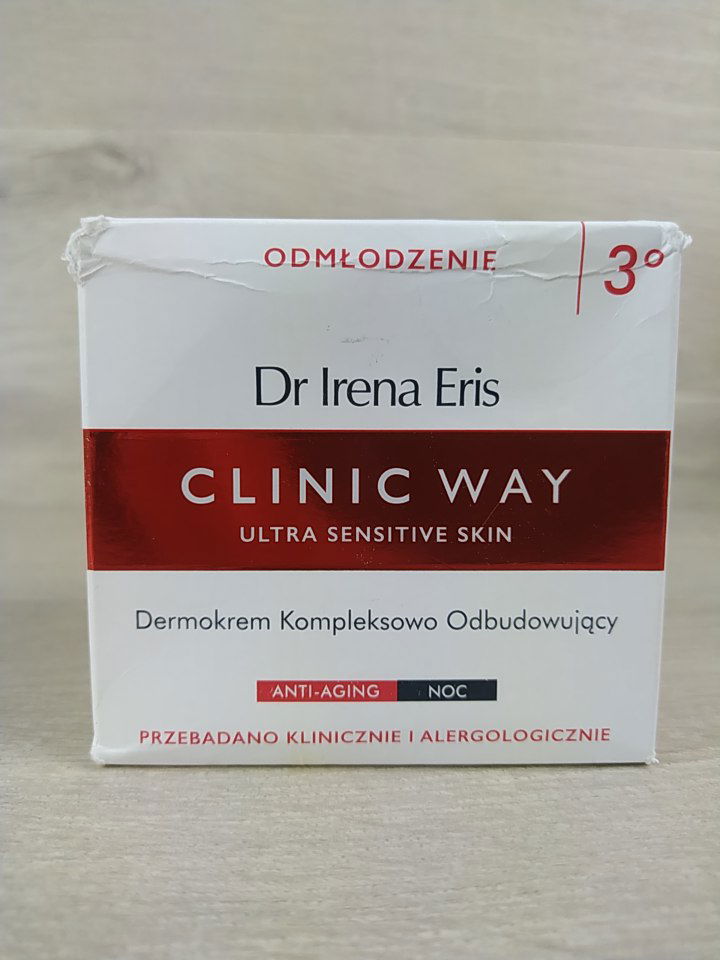 ODMŁODZENIE
3°
Dr Irena Eris
CLINIC WAY
ULTRA SENSITIVE SKIN
Dermokrem Kompleksowo Odbudowujący
ANTI-AGING NOC
PRZEBADANO KLINICZNIE I ALERGOLOGICZNIE